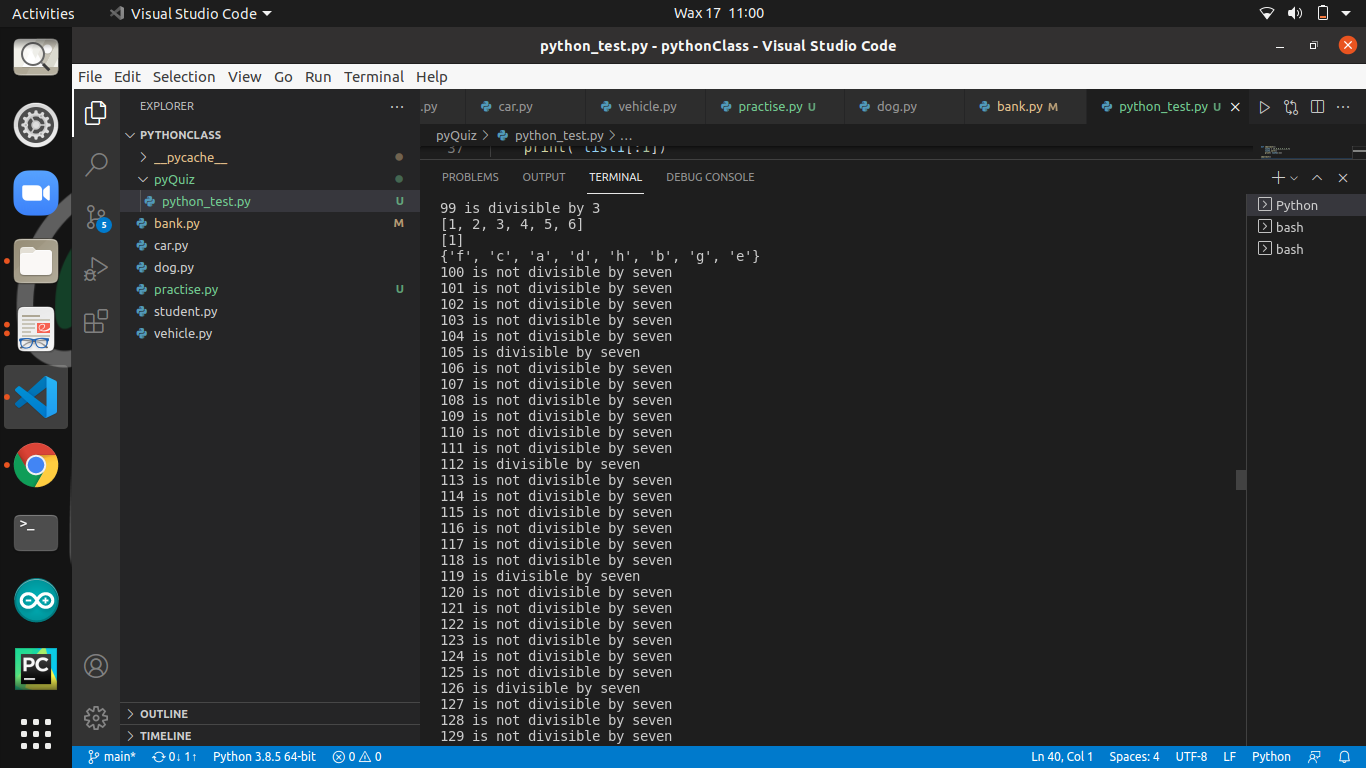 Activities
Visual Studio Code
Wax 17 11:00
python_test.py - pythonClass - Visual Studio Code
File Edit Selection View Go Run Terminal Help
EXPLORER
PYTHONCLASS
__pycache__
pyQuiz
python_test.py U
bank.py M
car.py
dog.py
practise.py U
student.py
vehicle.py
OUTLINE
TIMELINE
5
>_
PC
.py
car.py
vehicle.py
practise.py U
dog.py
bank.py M
python_test.py U
pyQuiz > python_test.py > ...
37 print( list1[:1])
PROBLEMS OUTPUT TERMINAL DEBUG CONSOLE
99 is divisible by 3
[1, 2, 3, 4, 5, 6]
[1]
{'f', 'c', 'a', 'd', 'h', 'b', 'g', 'e'}
100 is not divisible by seven
101 is not divisible by seven
102 is not divisible by seven
103 is not divisible by seven
104 is not divisible by seven
105 is divisible by seven
106 is not divisible by seven
107 is not divisible by seven
108 is not divisible by seven
109 is not divisible by seven
110 is not divisible by seven
111 is not divisible by seven
112 is divisible by seven
113 is not divisible by seven
114 is not divisible by seven
115 is not divisible by seven
116 is not divisible by seven
117 is not divisible by seven
118 is not divisible by seven
119 is divisible by seven
120 is not divisible by seven
121 is not divisible by seven
122 is not divisible by seven
123 is not divisible by seven
124 is not divisible by seven
125 is not divisible by seven
126 is divisible by seven
127 is not divisible by seven
128 is not divisible by seven
129 is not divisible by seven
Python
bash
bash
main* 0↓ 1↑ Python 3.8.5 64-bit 0 0
Ln 40, Col 1 Spaces: 4 UTF-8 LF Python